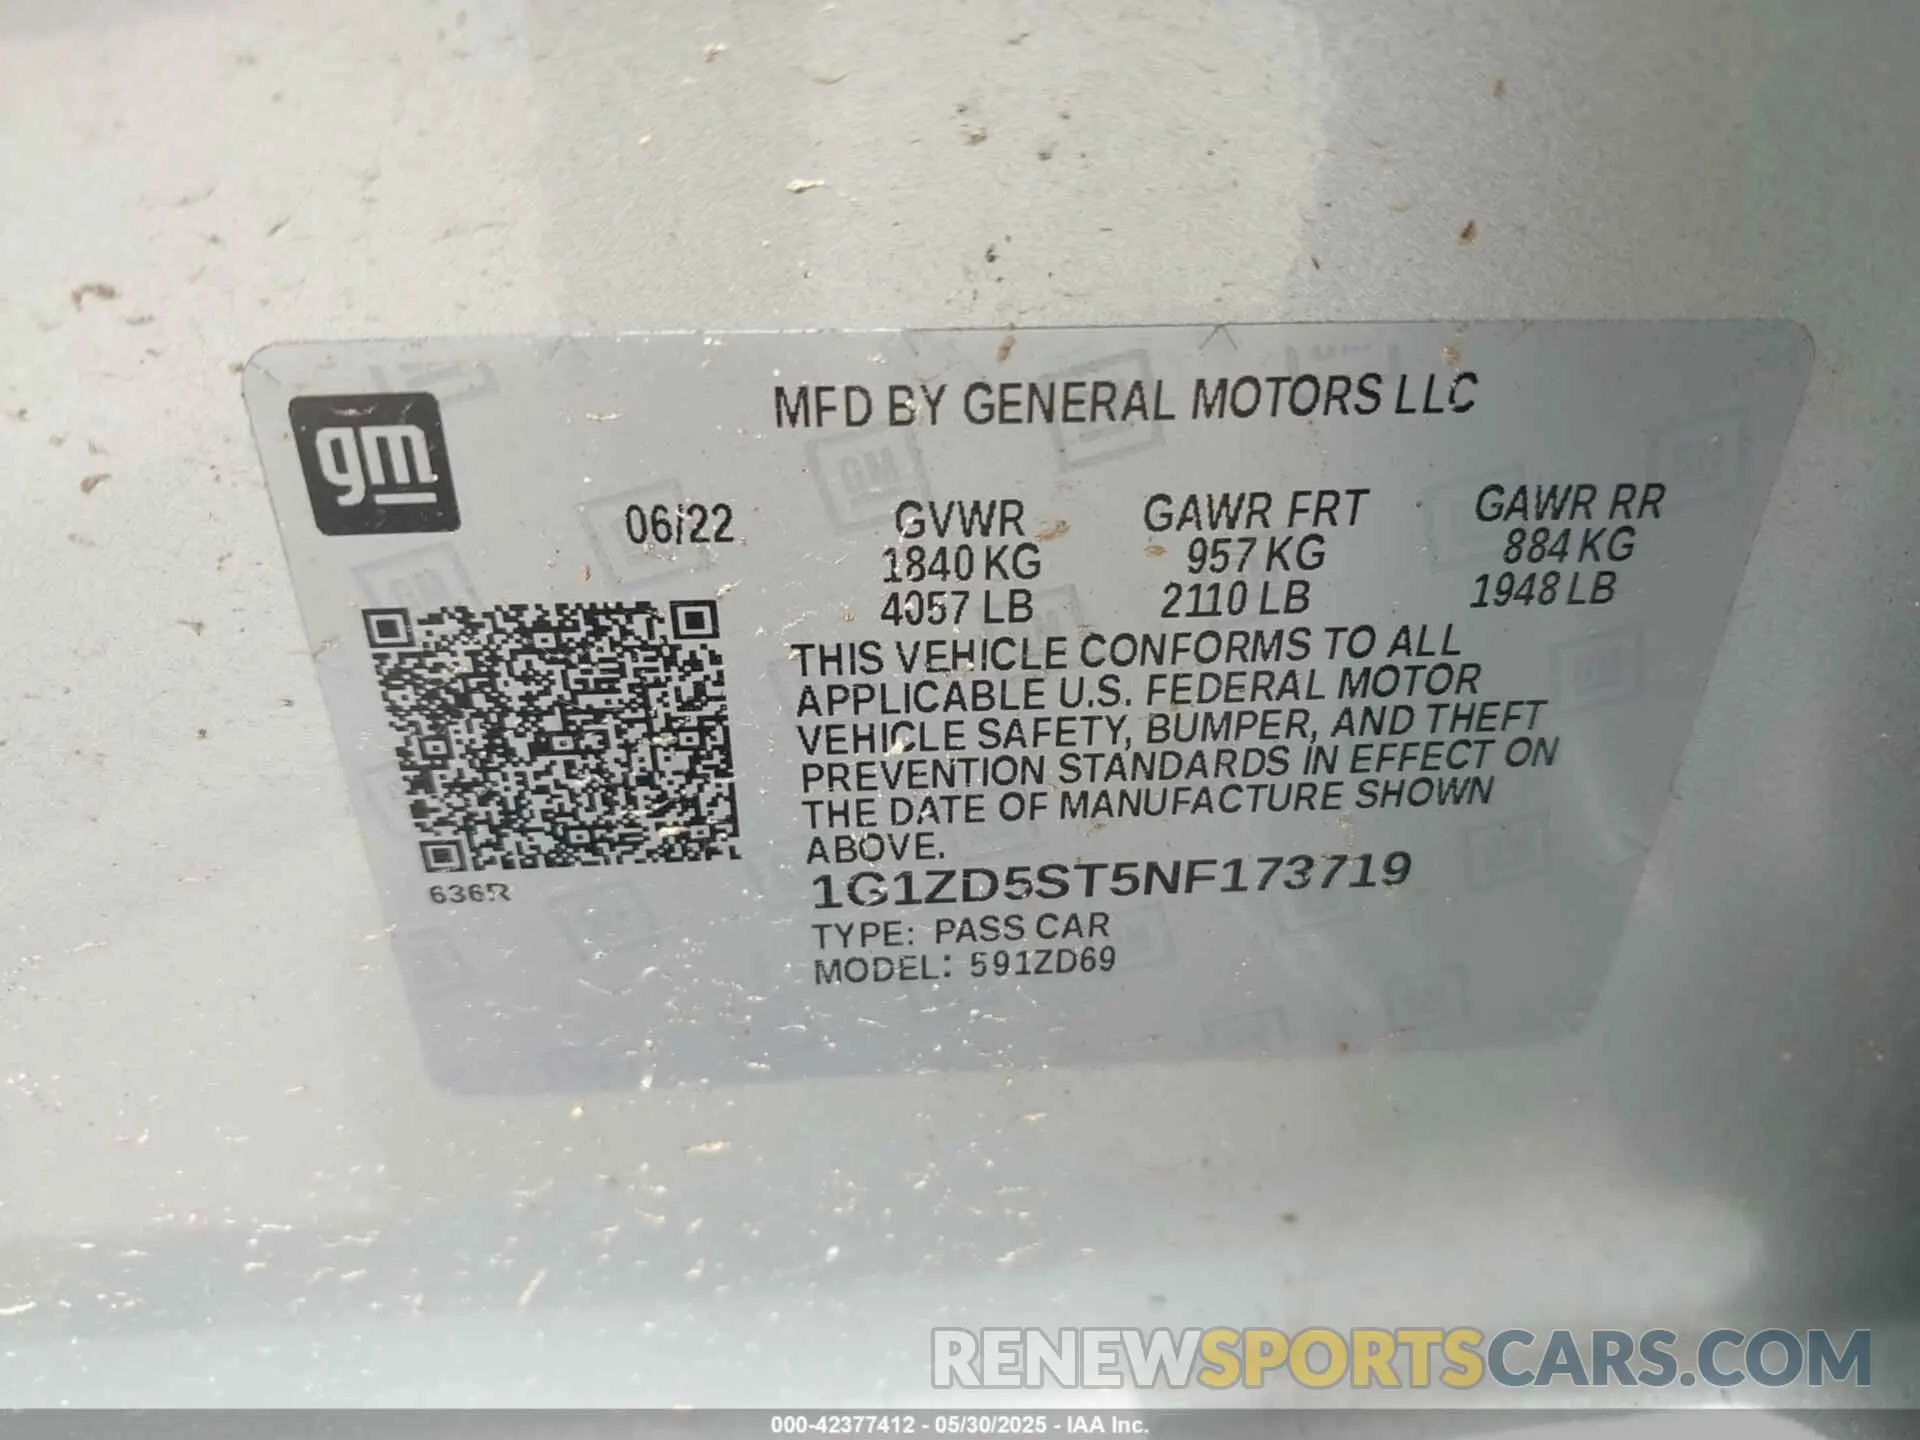 gm
MFD BY GENERAL MOTORS LLC
06/22 GVWR GAWR FRT GAWR RR
1840 KG 957 KG 884 KG
4057 LB 2110 LB 1948 LB
THIS VEHICLE CONFORMS TO ALL
APPLICABLE U.S. FEDERAL MOTOR
VEHICLE SAFETY, BUMPER, AND THEFT
PREVENTION STANDARDS IN EFFECT ON
THE DATE OF MANUFACTURE SHOWN
ABOVE.
636R
1G1ZD5ST5NF173719
TYPE: PASS CAR
MODEL: 591ZD69
RENEWSPORTSCARS.COM
000-42377412 - 05/30/2025 - IAA Inc.